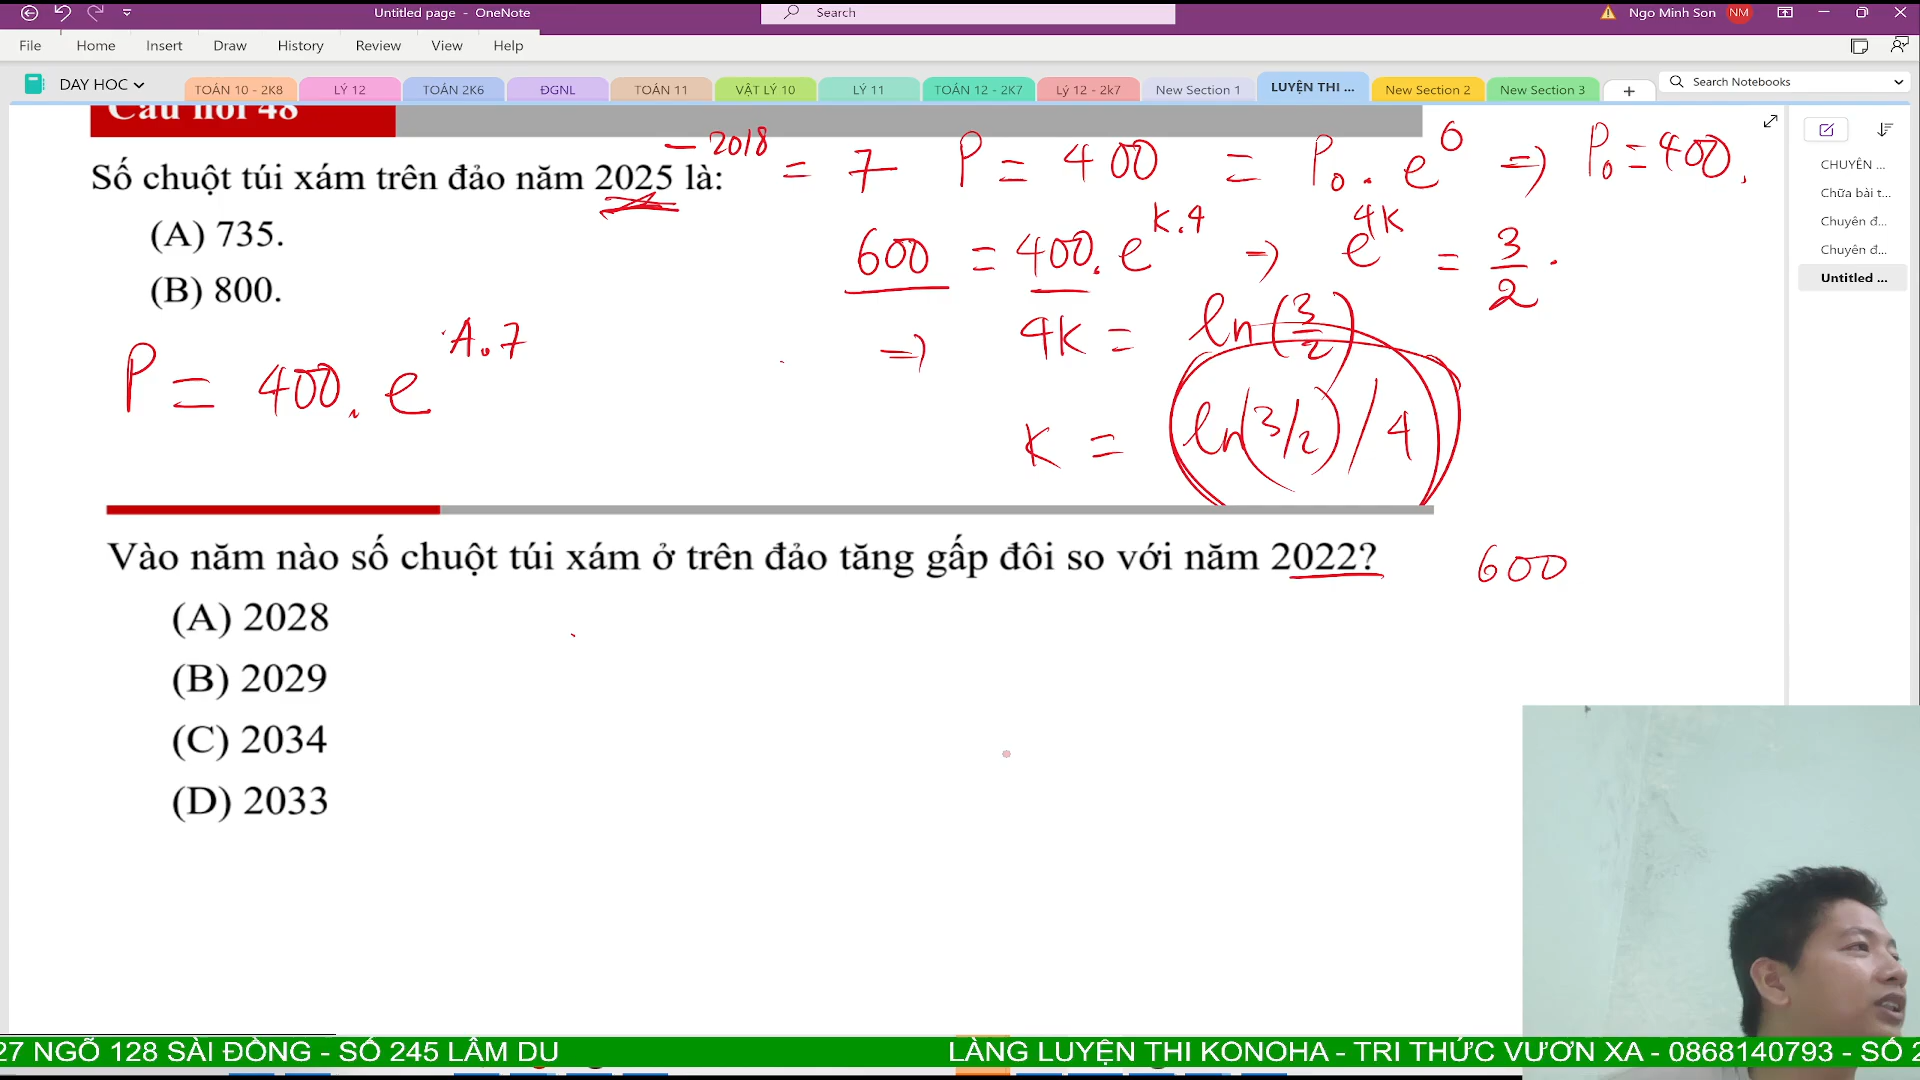 Untitled page - OneNote
Search
Ngo Minh Son
NM
File Home Insert Draw History Review View Help
DAY HOC
TOÁN 10 - 2K8
LÝ 12
TOÁN 2K6
ĐGNL
TOÁN 11
VẬT LÝ 10
LÝ 11
TOÁN 12 - 2K7
Lý 12 - 2k7
New Section 1
LUYỆN THI ...
New Section 2
New Section 3
+
Search Notebooks
CHUYÊN ...
Chữa bài t...
Chuyên đ...
Chuyên đ...
Untitled ...
Câu hỏi 48
Số chuột túi xám trên đảo năm 2025 là:
- 2018 = 7
P = 400 = P₀ . e⁰ => P₀ = 400.
(A) 735.
(B) 800.
600 = 400. e^(k.4) => e^(4k) = 3/2 .
=> 4k = ln(3/2)
k = ln(3/2) / 4
P = 400. e^(A.7)
Vào năm nào số chuột túi xám ở trên đảo tăng gấp đôi so với năm 2022?
600
(A) 2028
(B) 2029
(C) 2034
(D) 2033
27 NGÕ 128 SÀI ĐỒNG - SỐ 245 LÂM DU
LÀNG LUYỆN THI KONOHA - TRI THỨC VƯƠN XA - 0868140793 - SỐ 2